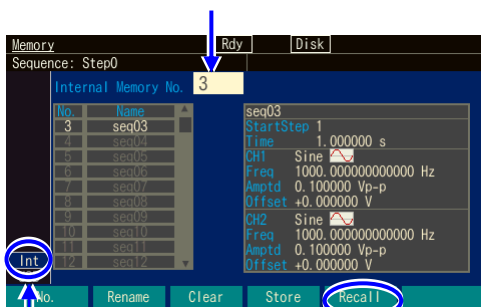 Memory Rdy Disk
Sequence: Step0
Internal Memory No. 3
No. Name
3 seq03
4 seq04
5 seq05
6 seq06
7 seq07
8 seq08
9 seq09
10 seq10
11 seq11
12 seq12
seq03
StartStep 1
Time 1.000000 s
CH1 Sine
Freq 1000.000000000000 Hz
Amptd 0.100000 Vp-p
Offset +0.000000 V
CH2 Sine
Freq 1000.000000000000 Hz
Amptd 0.100000 Vp-p
Offset +0.000000 V
Int
No. Rename Clear Store Recall